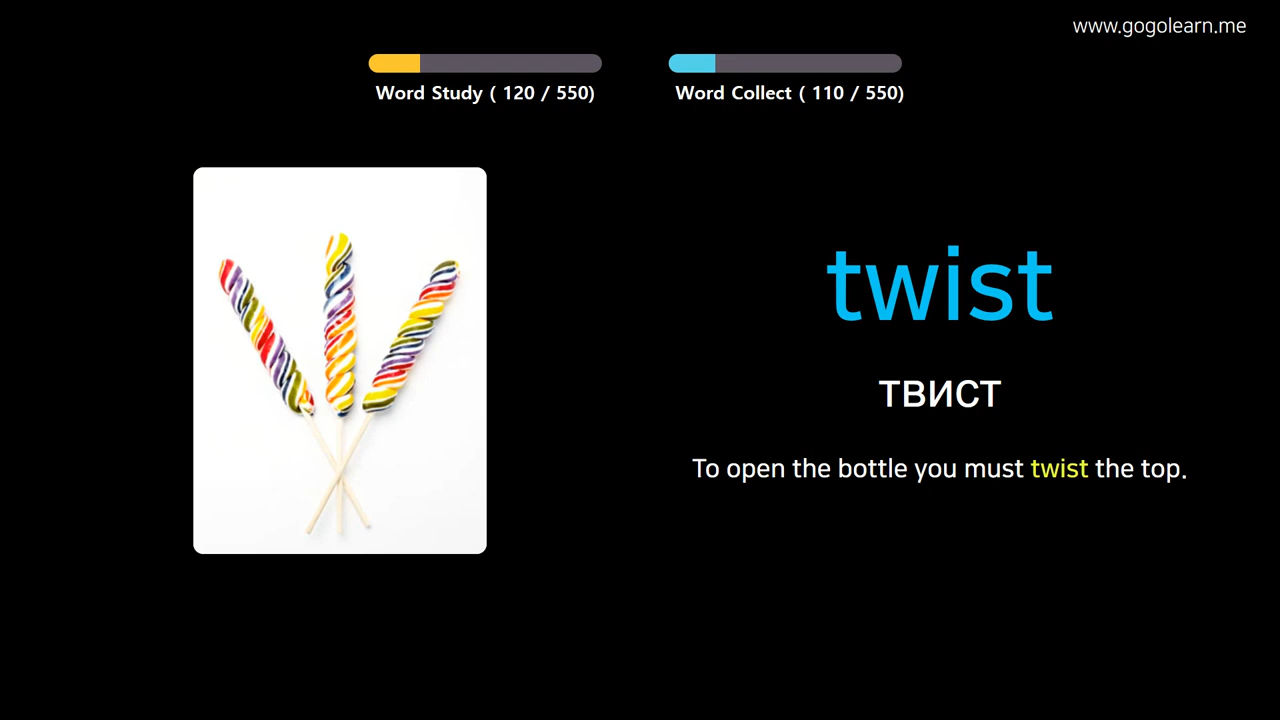 www.gogolearn.me
Word Study ( 120 / 550)
Word Collect ( 110 / 550)
twist
твист
To open the bottle you must twist the top.